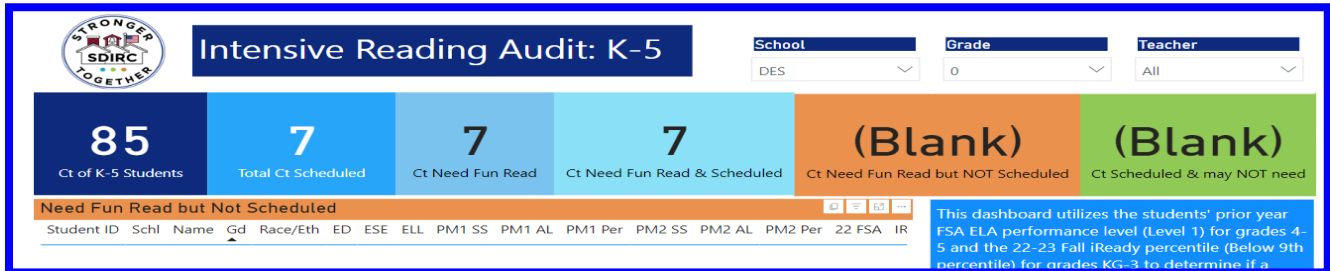 STRONGER
SDIRC
TOGETHER
Intensive Reading Audit: K-5
School
DES
Grade
0
Teacher
All
85
Ct of K-5 Students
7
Total Ct Scheduled
7
Ct Need Fun Read
7
Ct Need Fun Read & Scheduled
(Blank)
Ct Need Fun Read but NOT Scheduled
(Blank)
Ct Scheduled & may NOT need
Need Fun Read but Not Scheduled
Student ID Schl Name Gd Race/Eth ED ESE ELL PM1 SS PM1 AL PM1 Per PM2 SS PM2 AL PM2 Per 22 FSA IR
This dashboard utilizes the students' prior year
FSA ELA performance level (Level 1) for grades 4-
5 and the 22-23 Fall iReady percentile (Below 9th
percentile) for grades KG-3 to determine if a